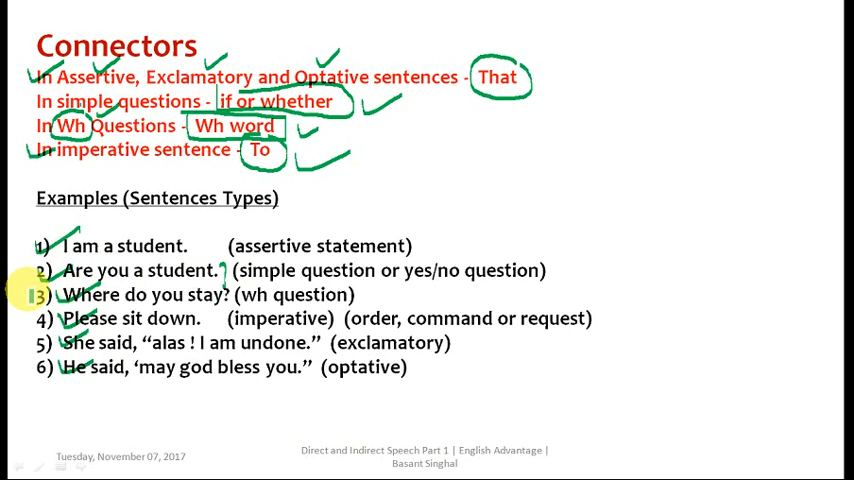 Connectors
In Assertive, Exclamatory and Optative sentences - That
In simple questions - if or whether
In Wh Questions - Wh word
In imperative sentence - To
Examples (Sentences Types)
1) I am a student. (assertive statement)
2) Are you a student. ? (simple question or yes/no question)
3) Where do you stay? (wh question)
4) Please sit down. (imperative) (order, command or request)
5) She said, “alas ! I am undone.” (exclamatory)
6) He said, ‘may god bless you.” (optative)
Tuesday, November 07, 2017
Direct and Indirect Speech Part 1 | English Advantage |
Basant Singhal